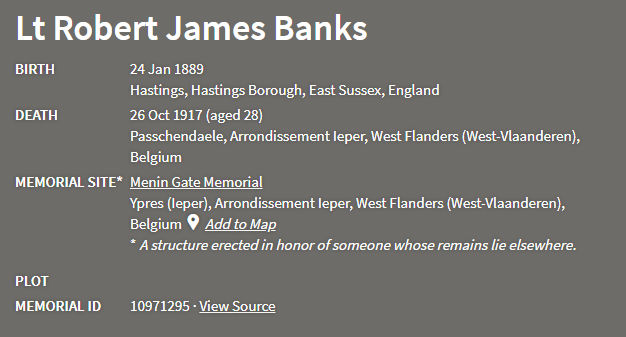 Lt Robert James Banks
BIRTH 24 Jan 1889
Hastings, Hastings Borough, East Sussex, England
DEATH 26 Oct 1917 (aged 28)
Passchendaele, Arrondissement Ieper, West Flanders (West-Vlaanderen),
Belgium
MEMORIAL SITE* Menin Gate Memorial
Ypres (Ieper), Arrondissement Ieper, West Flanders (West-Vlaanderen),
Belgium Add to Map
* A structure erected in honor of someone whose remains lie elsewhere.
PLOT
MEMORIAL ID 10971295 · View Source